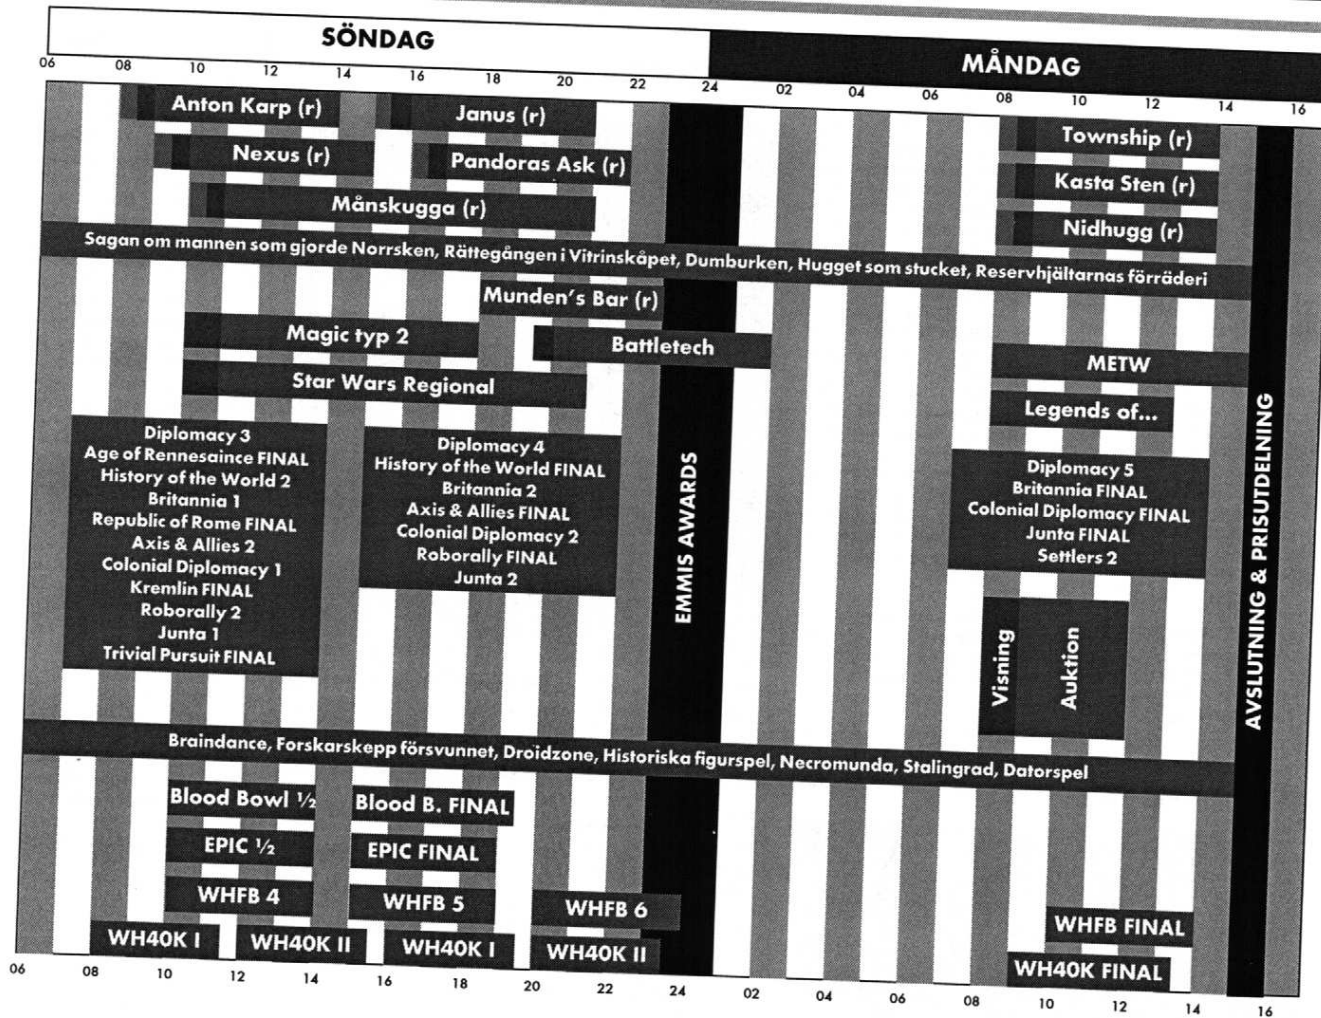 SÖNDAG
MÅNDAG
06 08 10 12 14 16 18 20 22 24 02 04 06 08 10 12 14 16
Anton Karp (r)
Janus (r)
Township (r)
Nexus (r)
Pandoras Ask (r)
Kasta Sten (r)
Månskugga (r)
Nidhugg (r)
Sagan om mannen som gjorde Norrsken, Rättegången i Vitrinskåpet, Dumburken, Hugget som stucket, Reservhjältarnas förräderi
Munden's Bar (r)
Magic typ 2
Battletech
METW
Star Wars Regional
Legends of...
Diplomacy 3
Age of Rennesaince FINAL
History of the World 2
Britannia 1
Republic of Rome FINAL
Axis & Allies 2
Colonial Diplomacy 1
Kremlin FINAL
Roborally 2
Junta 1
Trivial Pursuit FINAL
Diplomacy 4
History of the World FINAL
Britannia 2
Axis & Allies FINAL
Colonial Diplomacy 2
Roborally FINAL
Junta 2
EMMIS AWARDS
Diplomacy 5
Britannia FINAL
Colonial Diplomacy FINAL
Junta FINAL
Settlers 2
Visning
Auktion
AVSLUTNING & PRISUTDELNING
Braindance, Forskarskepp försvunnet, Droidzone, Historiska figurspel, Necromunda, Stalingrad, Datorspel
Blood Bowl ½
Blood B. FINAL
EPIC ½
EPIC FINAL
WHFB 4
WHFB 5
WHFB 6
WHFB FINAL
WH40K I
WH40K II
WH40K I
WH40K II
WH40K FINAL
06 08 10 12 14 16 18 20 22 24 02 04 06 08 10 12 14 16